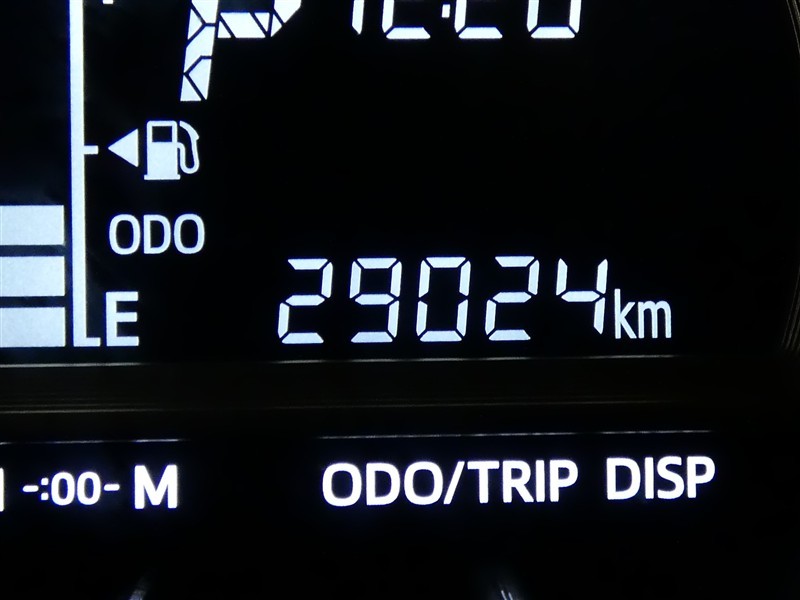 P
ODO
29024km
E
-:00- M ODO/TRIP DISP